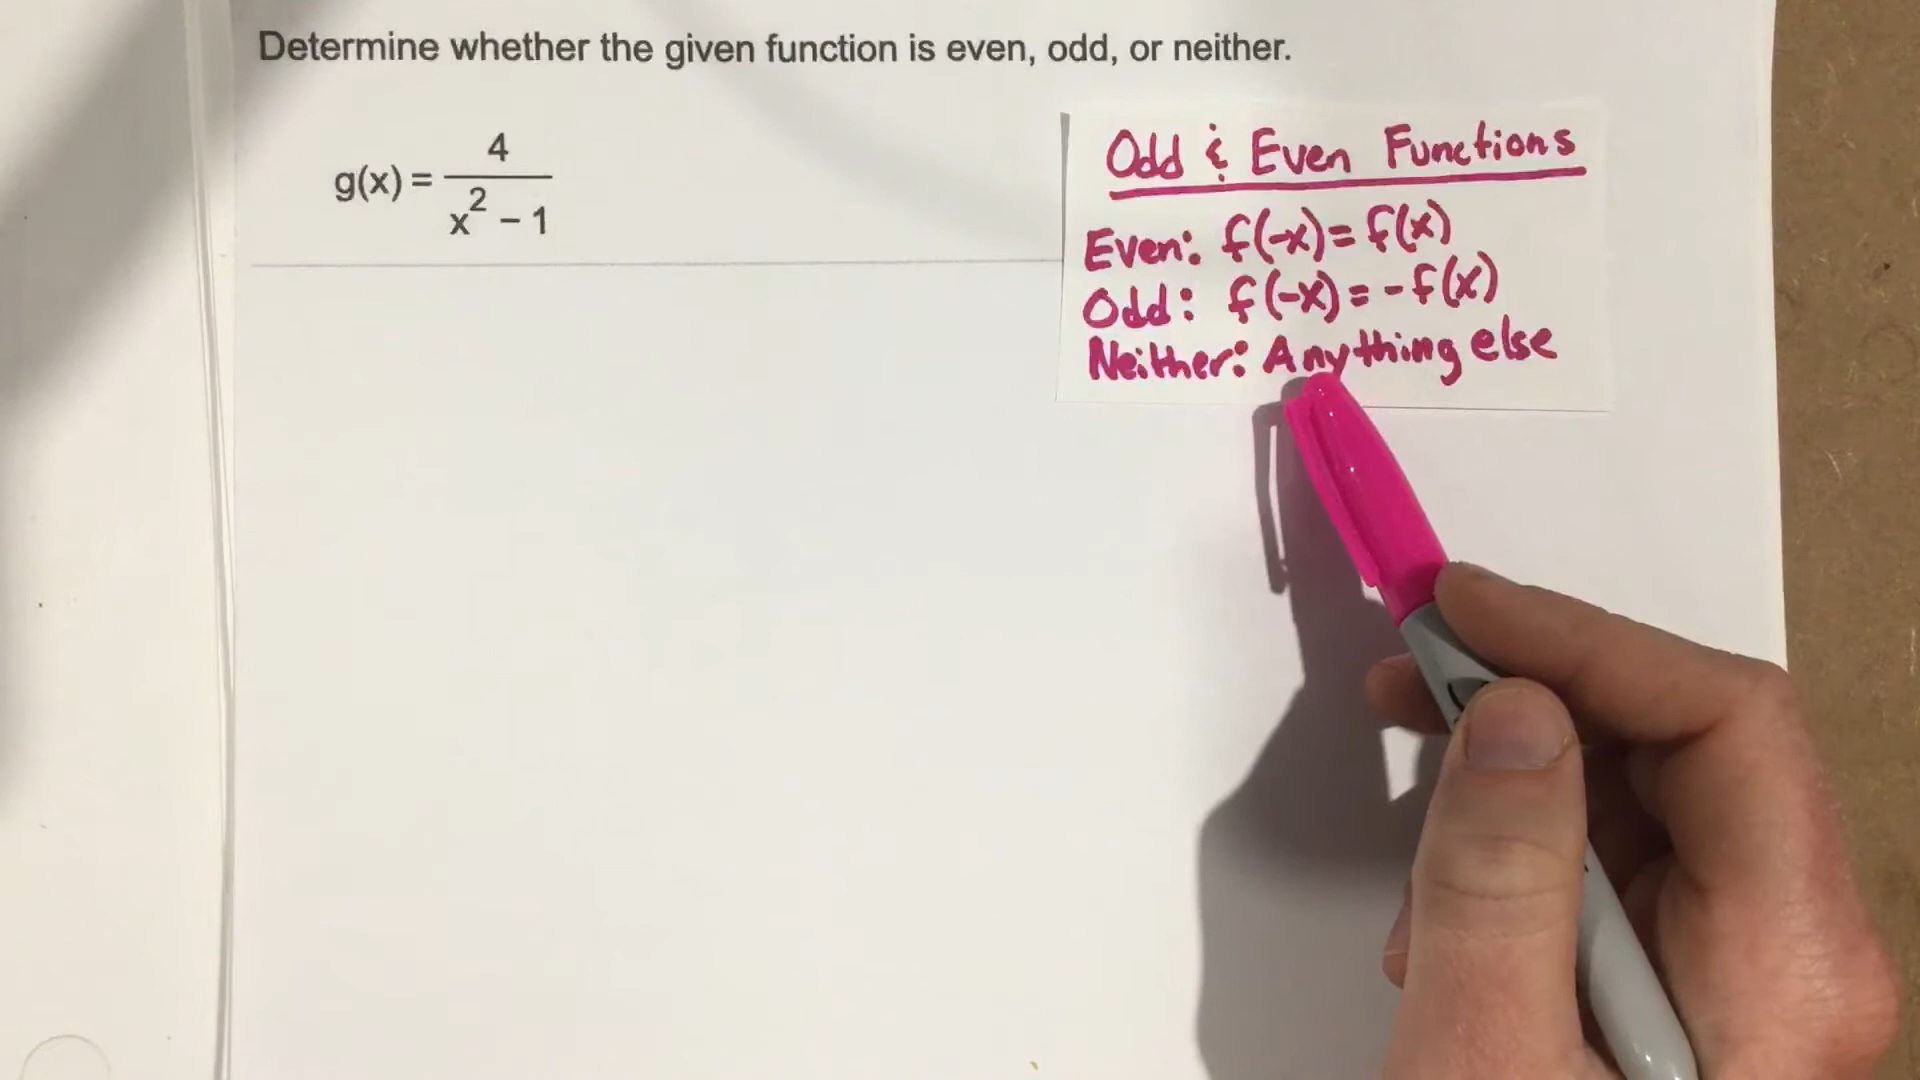 Determine whether the given function is even, odd, or neither.
g(x) = 4 / (x² − 1)
Odd & Even Functions
Even: f(-x) = f(x)
Odd: f(-x) = -f(x)
Neither: Anything else